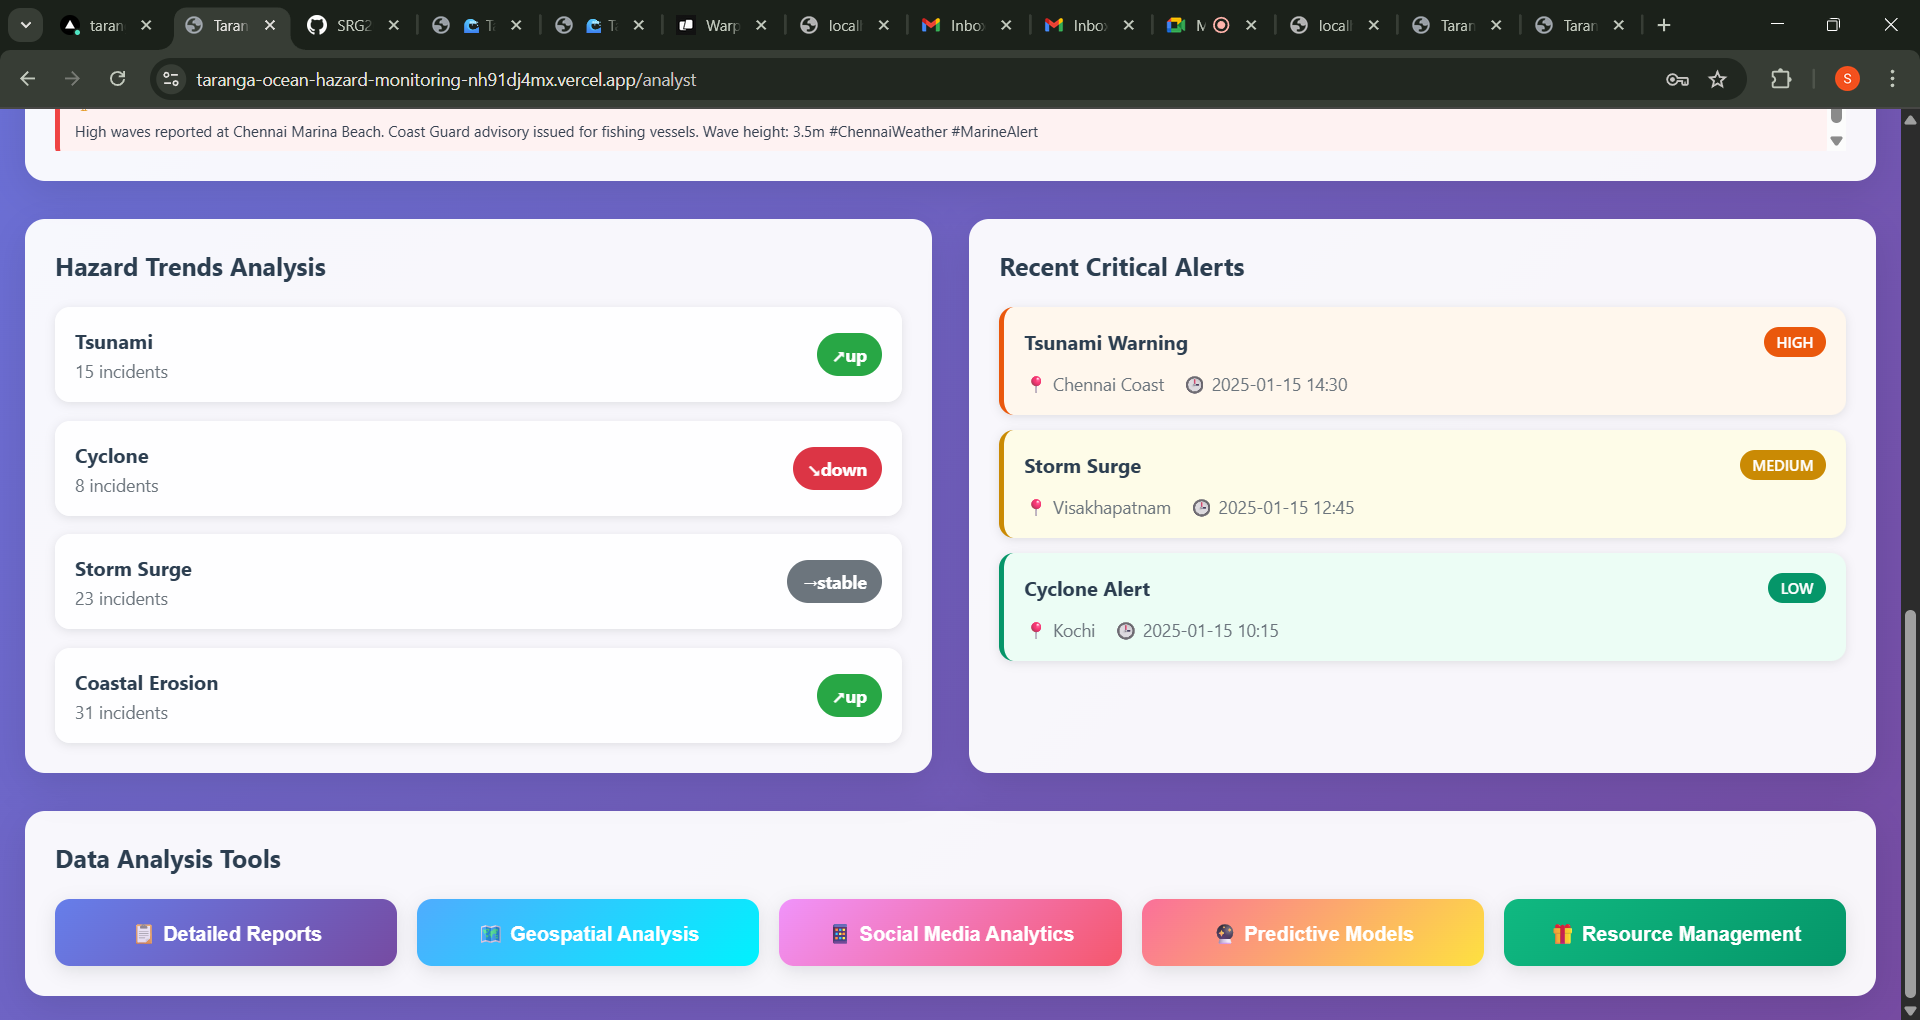 taran
Taran
SRG2
T
Ta
Warp
locall
Inbo
Inbo
M
locall
Taran
Taran
taranga-ocean-hazard-monitoring-nh91dj4mx.vercel.app/analyst
S
High waves reported at Chennai Marina Beach. Coast Guard advisory issued for fishing vessels. Wave height: 3.5m #ChennaiWeather #MarineAlert
Hazard Trends Analysis
Tsunami
15 incidents
↗up
Cyclone
8 incidents
↘down
Storm Surge
23 incidents
→stable
Coastal Erosion
31 incidents
↗up
Recent Critical Alerts
Tsunami Warning
HIGH
Chennai Coast 2025-01-15 14:30
Storm Surge
MEDIUM
Visakhapatnam 2025-01-15 12:45
Cyclone Alert
LOW
Kochi 2025-01-15 10:15
Data Analysis Tools
Detailed Reports
Geospatial Analysis
Social Media Analytics
Predictive Models
Resource Management